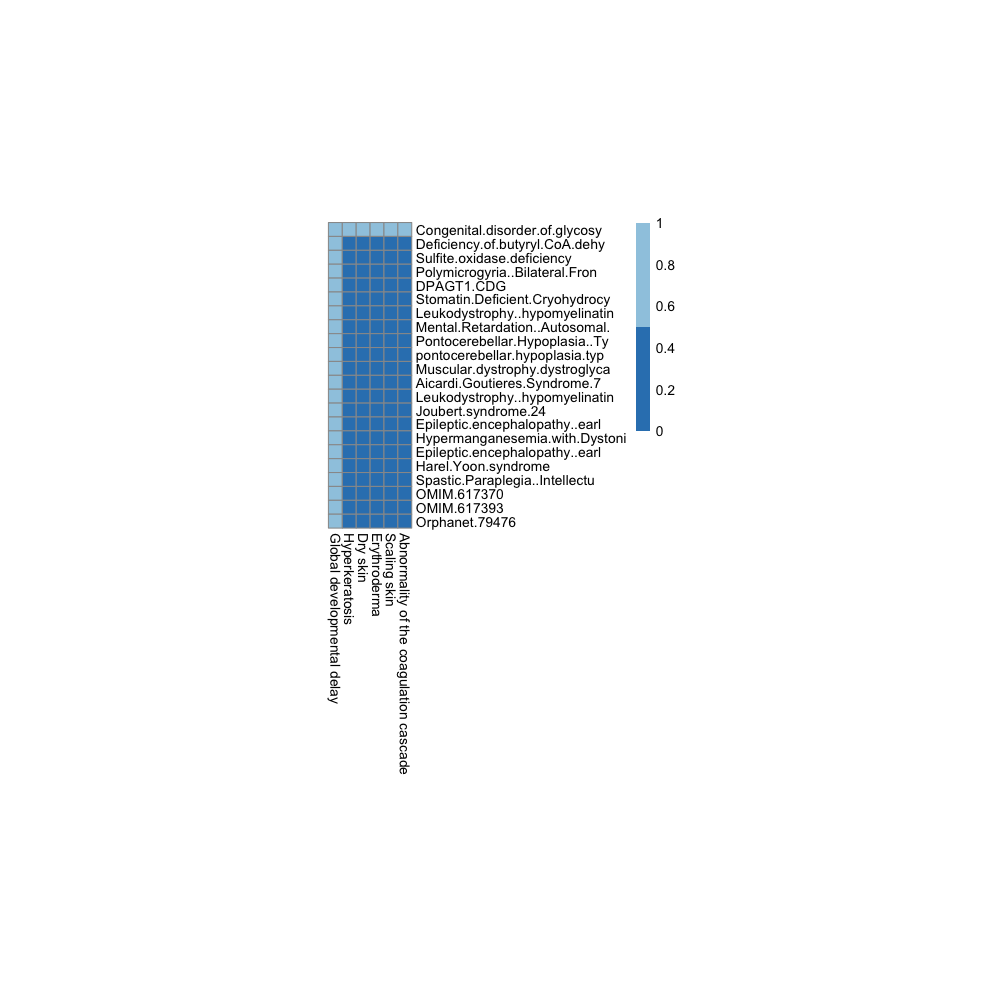 Congenital.disorder.of.glycosy
Deficiency.of.butyryl.CoA.dehy
Sulfite.oxidase.deficiency
Polymicrogyria..Bilateral.Fron
DPAGT1.CDG
Stomatin.Deficient.Cryohydrocy
Leukodystrophy..hypomyelinatin
Mental.Retardation..Autosomal.
Pontocerebellar.Hypoplasia..Ty
pontocerebellar.hypoplasia.typ
Muscular.dystrophy.dystroglyca
Aicardi.Goutieres.Syndrome.7
Leukodystrophy..hypomyelinatin
Joubert.syndrome.24
Epileptic.encephalopathy..earl
Hypermanganesemia.with.Dystoni
Epileptic.encephalopathy..earl
Harel.Yoon.syndrome
Spastic.Paraplegia..Intellectu
OMIM.617370
OMIM.617393
Orphanet.79476
1
0.8
0.6
0.4
0.2
0
Global developmental delay
Hyperkeratosis
Dry skin
Erythroderma
Scaling skin
Abnormality of the coagulation cascade